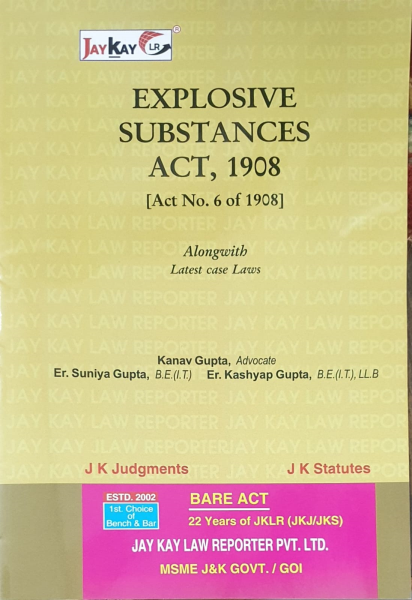 JAYKAY LR ®
EXPLOSIVE
SUBSTANCES
ACT, 1908
[Act No. 6 of 1908]
Alongwith
Latest case Laws
Kanav Gupta, Advocate
Er. Suniya Gupta, B.E.(I.T.) Er. Kashyap Gupta, B.E.(I.T.), LL.B
J K Judgments J K Statutes
ESTD. 2002 BARE ACT
1st. Choice
of
Bench & Bar
22 Years of JKLR (JKJ/JKS)
JAY KAY LAW REPORTER PVT. LTD.
MSME J&K GOVT. / GOI